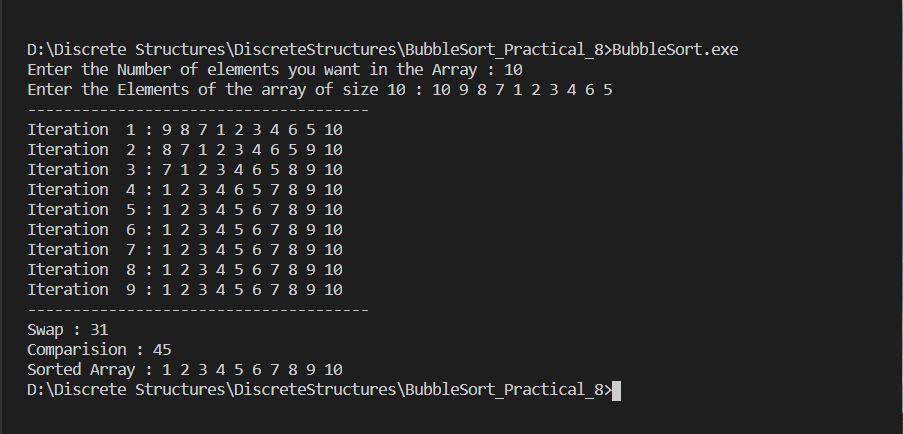 D:\Discrete Structures\DiscreteStructures\BubbleSort_Practical_8>BubbleSort.exe
Enter the Number of elements you want in the Array : 10
Enter the Elements of the array of size 10 : 10 9 8 7 1 2 3 4 6 5
--------------------------------------
Iteration  1 : 9 8 7 1 2 3 4 6 5 10
Iteration  2 : 8 7 1 2 3 4 6 5 9 10
Iteration  3 : 7 1 2 3 4 6 5 8 9 10
Iteration  4 : 1 2 3 4 6 5 7 8 9 10
Iteration  5 : 1 2 3 4 5 6 7 8 9 10
Iteration  6 : 1 2 3 4 5 6 7 8 9 10
Iteration  7 : 1 2 3 4 5 6 7 8 9 10
Iteration  8 : 1 2 3 4 5 6 7 8 9 10
Iteration  9 : 1 2 3 4 5 6 7 8 9 10
--------------------------------------
Swap : 31
Comparision : 45
Sorted Array : 1 2 3 4 5 6 7 8 9 10
D:\Discrete Structures\DiscreteStructures\BubbleSort_Practical_8>